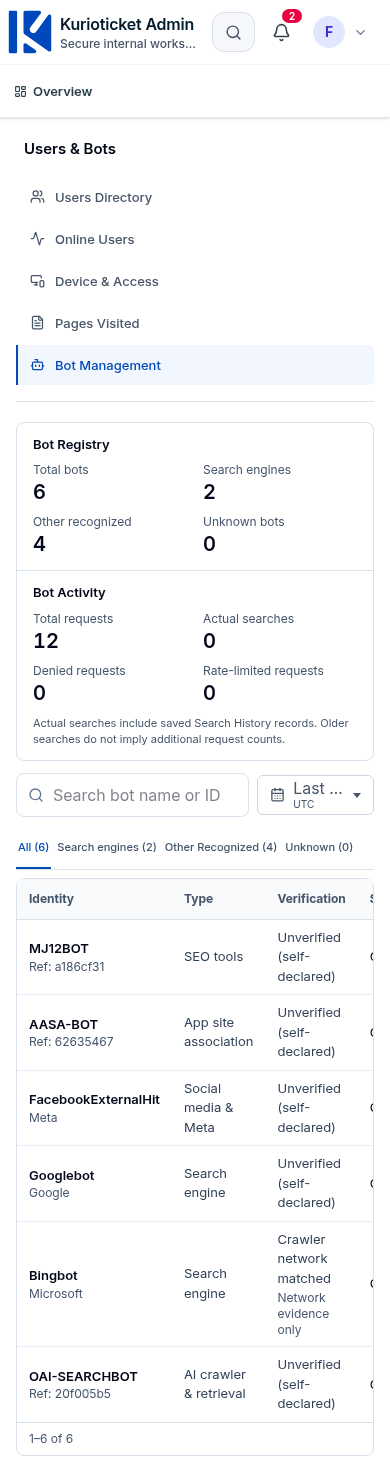 Kurioticket Admin
Secure internal works...
2
F
Overview
Users & Bots
Users Directory
Online Users
Device & Access
Pages Visited
Bot Management
Bot Registry
Total bots
Search engines
6
2
Other recognized
Unknown bots
4
0
Bot Activity
Total requests
Actual searches
12
0
Denied requests
Rate-limited requests
0
0
Actual searches include saved Search History records. Older
searches do not imply additional request counts.
Search bot name or ID
Last ...
UTC
All (6) Search engines (2) Other Recognized (4) Unknown (0)
Identity Type Verification
MJ12BOT
Ref: a186cf31
SEO tools
Unverified
(self-
declared)
AASA-BOT
Ref: 62635467
App site
association
Unverified
(self-
declared)
FacebookExternalHit
Meta
Social
media &
Meta
Unverified
(self-
declared)
Googlebot
Google
Search
engine
Unverified
(self-
declared)
Bingbot
Microsoft
Search
engine
Crawler
network
matched
Network
evidence
only
OAI-SEARCHBOT
Ref: 20f005b5
AI crawler
& retrieval
Unverified
(self-
declared)
1–6 of 6